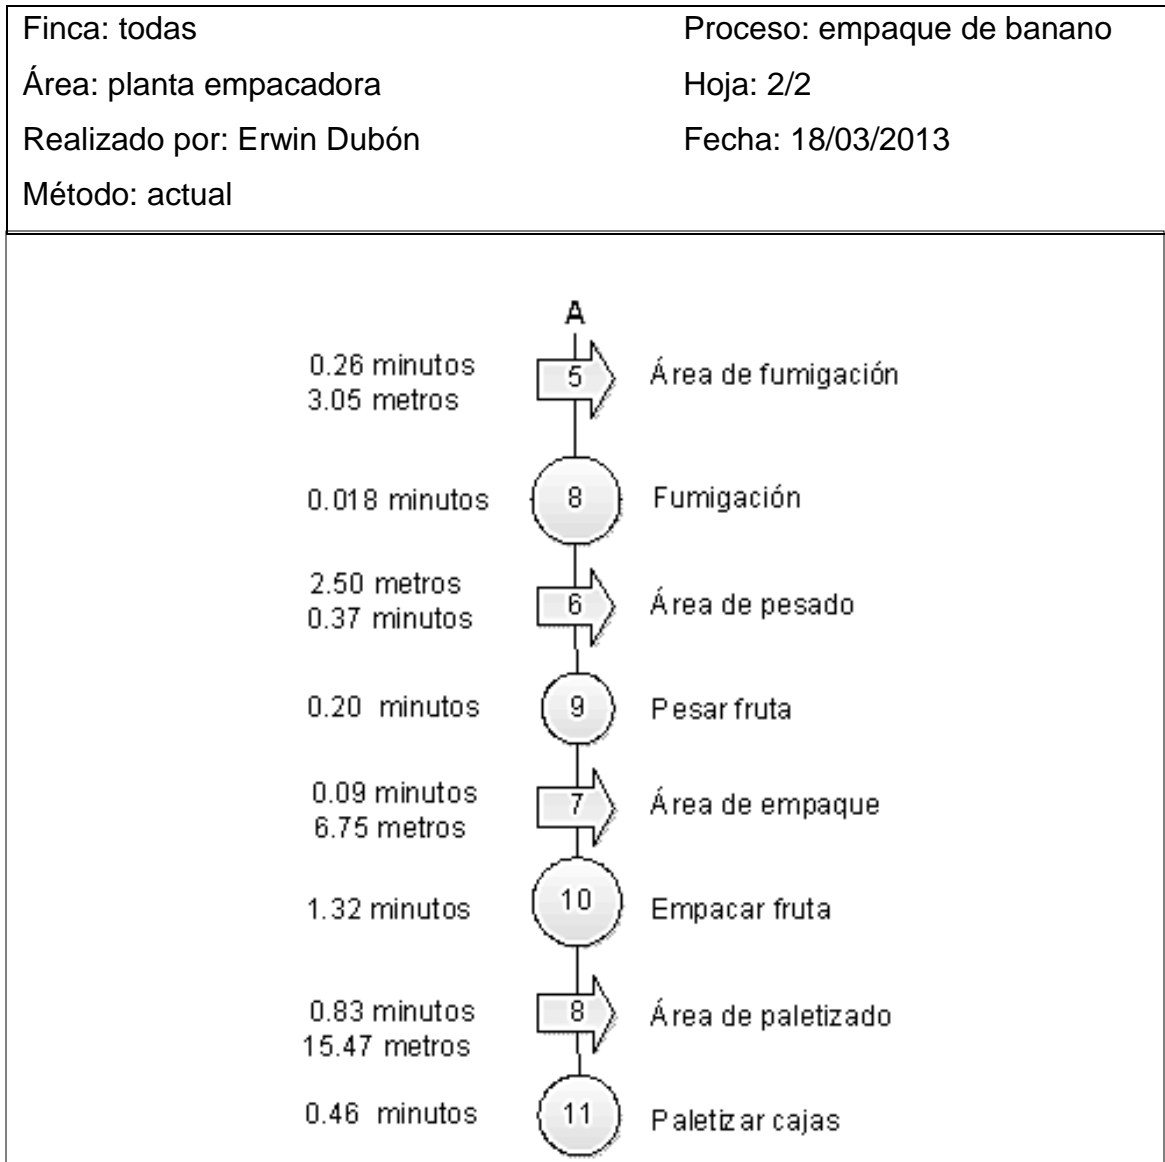 Finca: todas Proceso: empaque de banano
Área: planta empacadora Hoja: 2/2
Realizado por: Erwin Dubón Fecha: 18/03/2013
Método: actual
A
0.26 minutos
3.05 metros
5 Área de fumigación
0.018 minutos 8 Fumigación
2.50 metros
0.37 minutos
6 Área de pesado
0.20 minutos 9 Pesar fruta
0.09 minutos
6.75 metros
7 Área de empaque
1.32 minutos 10 Empacar fruta
0.83 minutos
15.47 metros
8 Área de paletizado
0.46 minutos 11 Paletizar cajas